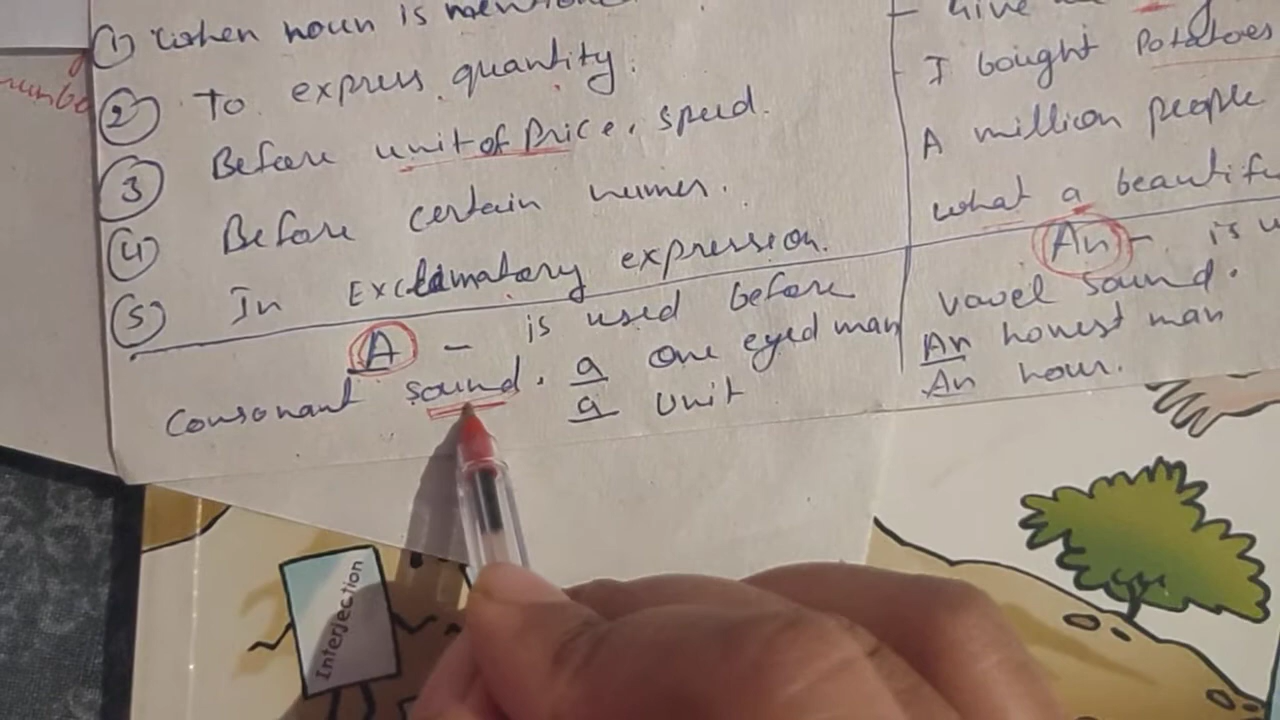 ① When noun is
② To express quantity.
③ Before unit of Price, speed.
④ Before certain numer.
⑤ In Exclamatory expression.
A – is used before
consonant sound. a one eyed man
a unit
I bought Potatoes
A million people
what a
An – is
vowel sound.
An honest man
An hour.
Interjection